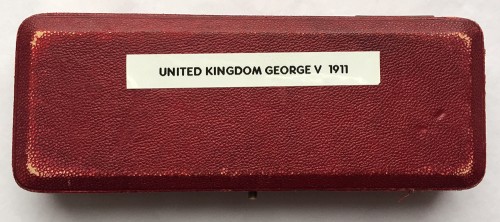 UNITED KINGDOM GEORGE V 1911